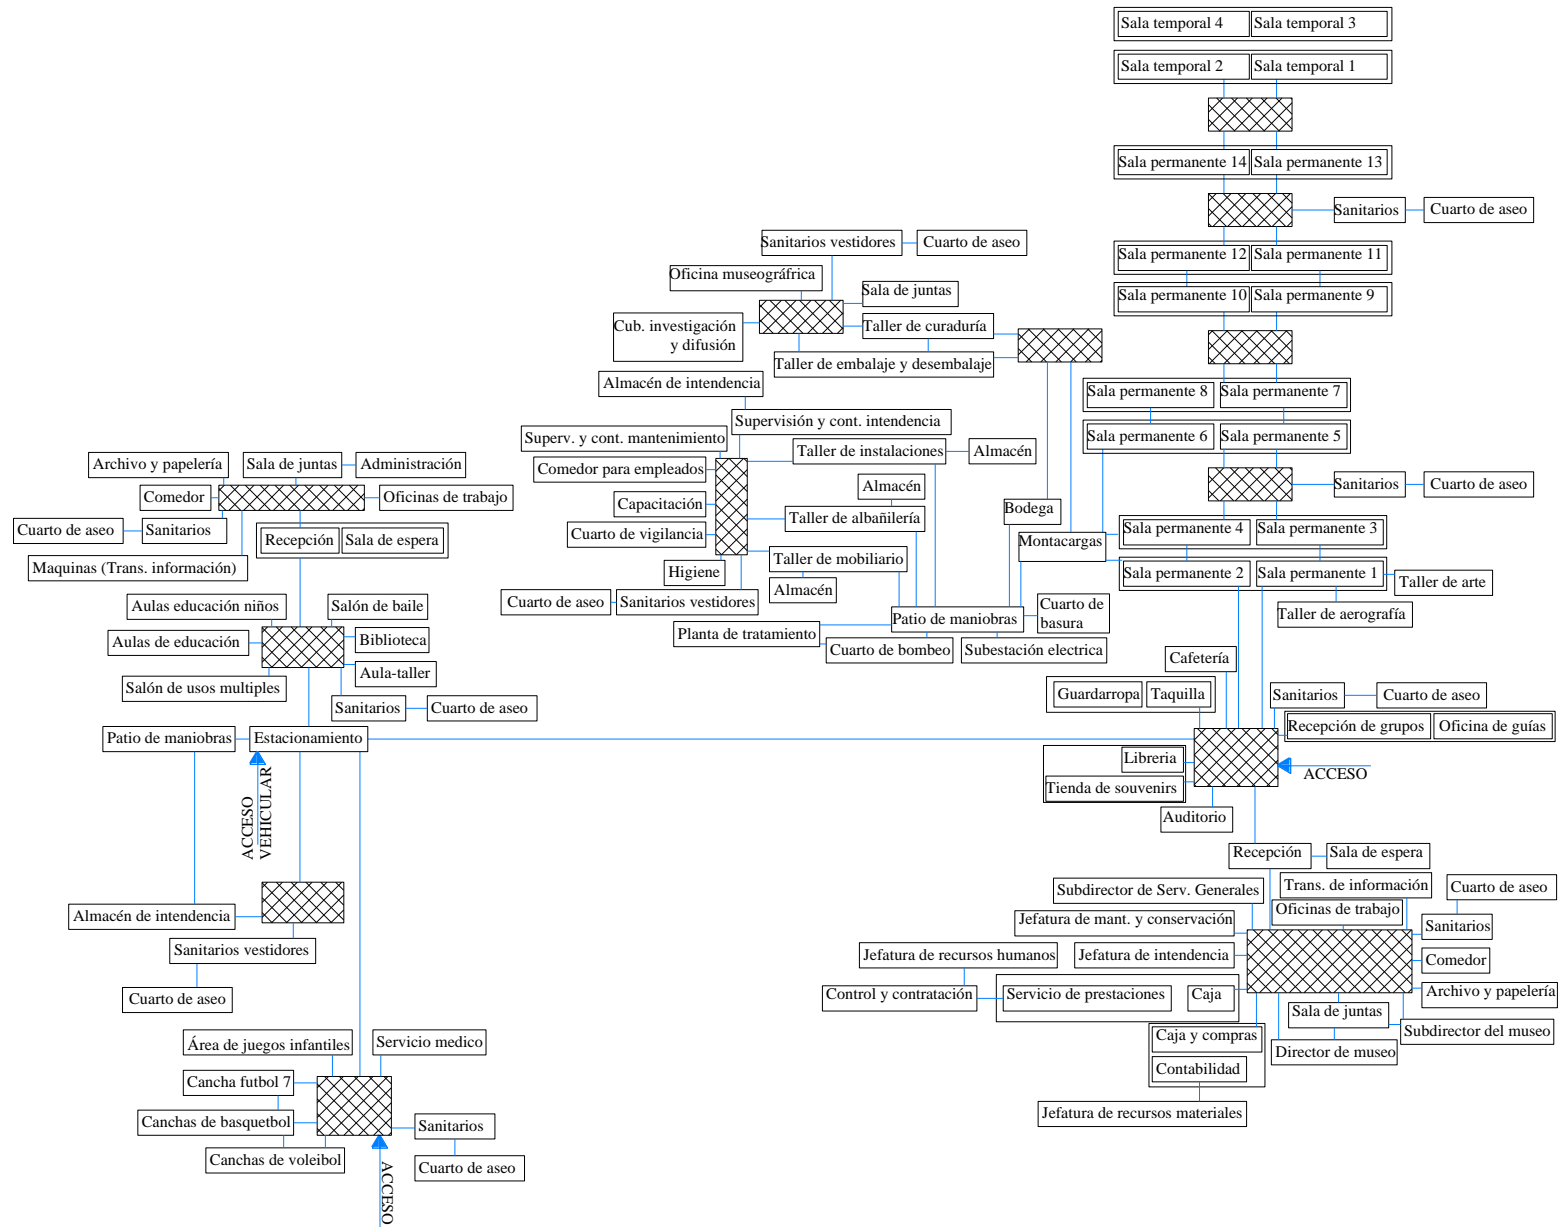 Sala temporal 4
Sala temporal 3
Sala temporal 2
Sala temporal 1
Sala permanente 14
Sala permanente 13
Sanitarios
Cuarto de aseo
Sala permanente 12
Sala permanente 11
Sala permanente 10
Sala permanente 9
Sala permanente 8
Sala permanente 7
Sala permanente 6
Sala permanente 5
Sanitarios
Cuarto de aseo
Sala permanente 4
Sala permanente 3
Sala permanente 2
Sala permanente 1
Taller de arte
Taller de aerografía
Sanitarios vestidores
Cuarto de aseo
Oficina museográfrica
Sala de juntas
Cub. investigación
y difusión
Taller de curaduría
Taller de embalaje y desembalaje
Almacén de intendencia
Supervisión y cont. intendencia
Superv. y cont. mantenimiento
Taller de instalaciones
Almacén
Comedor para empleados
Almacén
Capacitación
Taller de albañilería
Cuarto de vigilancia
Taller de mobiliario
Higiene
Almacén
Cuarto de aseo
Sanitarios vestidores
Bodega
Montacargas
Patio de maniobras
Cuarto de
basura
Planta de tratamiento
Cuarto de bombeo
Subestación electrica
Archivo y papelería
Sala de juntas
Administración
Comedor
Oficinas de trabajo
Cuarto de aseo
Sanitarios
Recepción
Sala de espera
Maquinas (Trans. información)
Aulas educación niños
Salón de baile
Aulas de educación
Biblioteca
Aula-taller
Salón de usos multiples
Sanitarios
Cuarto de aseo
Patio de maniobras
Estacionamiento
ACCESO
VEHICULAR
Almacén de intendencia
Sanitarios vestidores
Cuarto de aseo
Área de juegos infantiles
Servicio medico
Cancha futbol 7
Canchas de basquetbol
Sanitarios
Canchas de voleibol
Cuarto de aseo
ACCESO
Cafetería
Guardarropa
Taquilla
Sanitarios
Cuarto de aseo
Recepción de grupos
Oficina de guías
Libreria
Tienda de souvenirs
ACCESO
Auditorio
Recepción
Sala de espera
Subdirector de Serv. Generales
Trans. de información
Cuarto de aseo
Jefatura de mant. y conservación
Oficinas de trabajo
Sanitarios
Jefatura de recursos humanos
Jefatura de intendencia
Comedor
Control y contratación
Servicio de prestaciones
Caja
Archivo y papelería
Sala de juntas
Subdirector del museo
Caja y compras
Director de museo
Contabilidad
Jefatura de recursos materiales